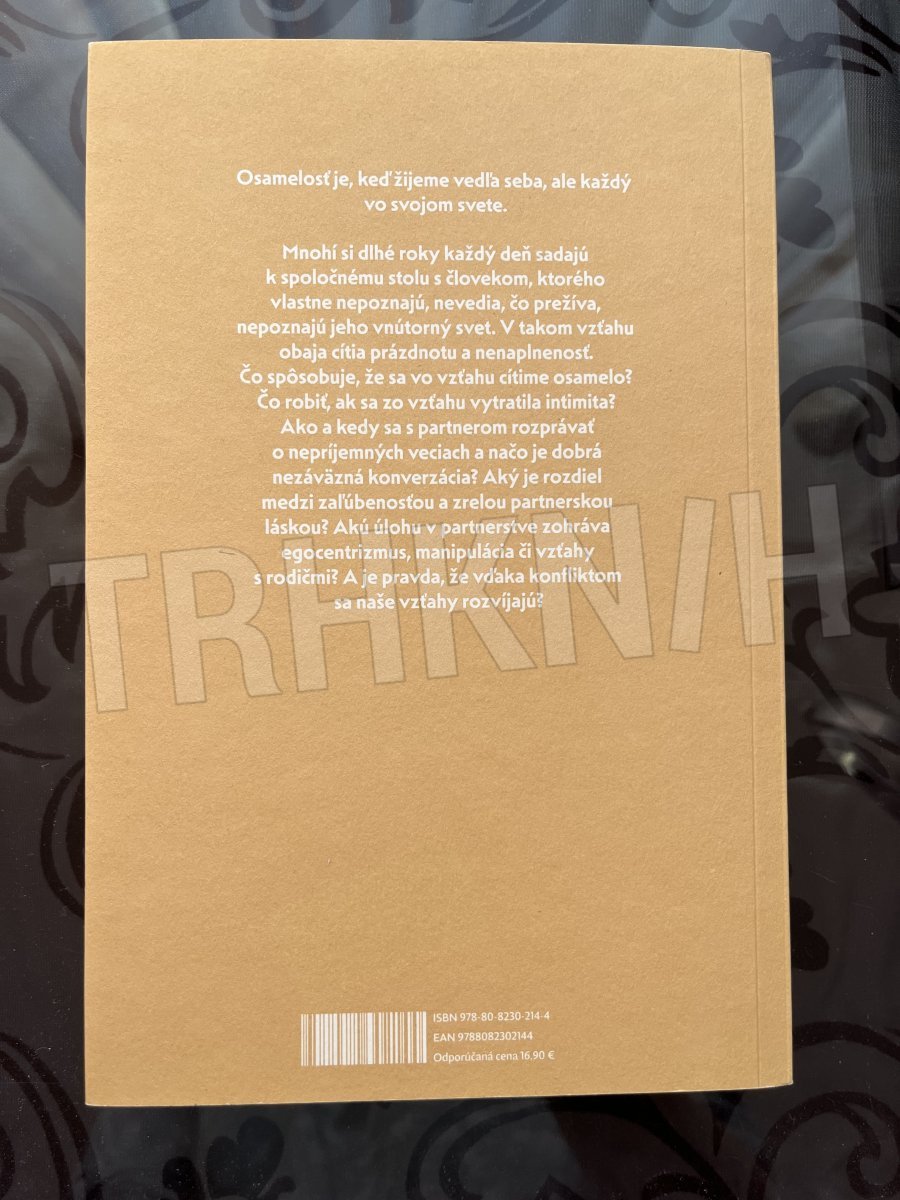 Osamelosť je, keď žijeme vedľa seba, ale každý
vo svojom svete.
Mnohí si dlhé roky každý deň sadajú
k spoločnému stolu s človekom, ktorého
vlastne nepoznajú, nevedia, čo prežíva,
nepoznajú jeho vnútorný svet. V takom vzťahu
obaja cítia prázdnotu a nenaplnenosť.
Čo spôsobuje, že sa vo vzťahu cítime osamelo?
Čo robiť, ak sa zo vzťahu vytratila intimita?
Ako a kedy sa s partnerom rozprávať
o nepríjemných veciach a načo je dobrá
nezáväzná konverzácia? Aký je rozdiel
medzi zaľúbenosťou a zrelou partnerskou
láskou? Akú úlohu v partnerstve zohráva
egocentrizmus, manipulácia či vzťahy
s rodičmi? A je pravda, že vďaka konfliktom
sa naše vzťahy rozvíjajú?
TRHKN/H
ISBN 978-80-8230-214-4
EAN 9788082302144
Odporúčaná cena 16.90 €